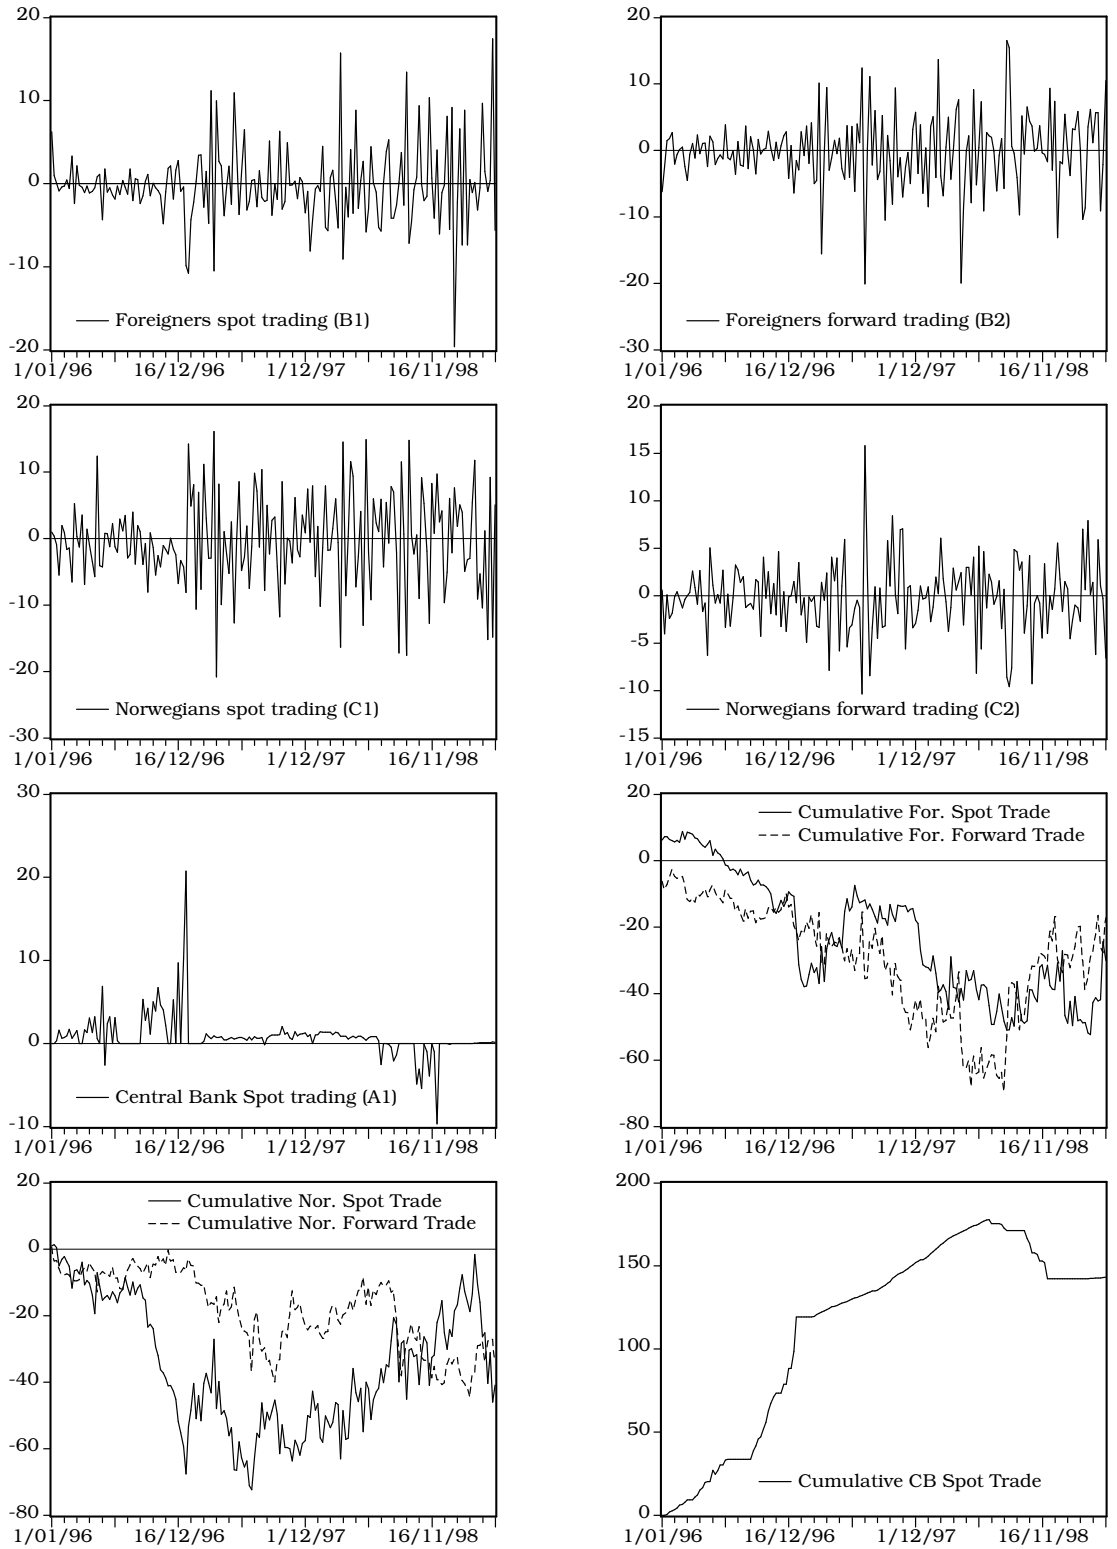 20
10
0
-10
-20
Foreigners spot trading (B1)
1/01/96 16/12/96 1/12/97 16/11/98
20
10
0
-10
-20
-30
Foreigners forward trading (B2)
1/01/96 16/12/96 1/12/97 16/11/98
20
10
0
-10
-20
-30
Norwegians spot trading (C1)
1/01/96 16/12/96 1/12/97 16/11/98
20
15
10
5
0
-5
-10
-15
Norwegians forward trading (C2)
1/01/96 16/12/96 1/12/97 16/11/98
30
20
10
0
-10
Central Bank Spot trading (A1)
1/01/96 16/12/96 1/12/97 16/11/98
20
0
-20
-40
-60
-80
Cumulative For. Spot Trade
Cumulative For. Forward Trade
1/01/96 16/12/96 1/12/97 16/11/98
20
0
-20
-40
-60
-80
Cumulative Nor. Spot Trade
Cumulative Nor. Forward Trade
1/01/96 16/12/96 1/12/97 16/11/98
200
150
100
50
0
Cumulative CB Spot Trade
1/01/96 16/12/96 1/12/97 16/11/98